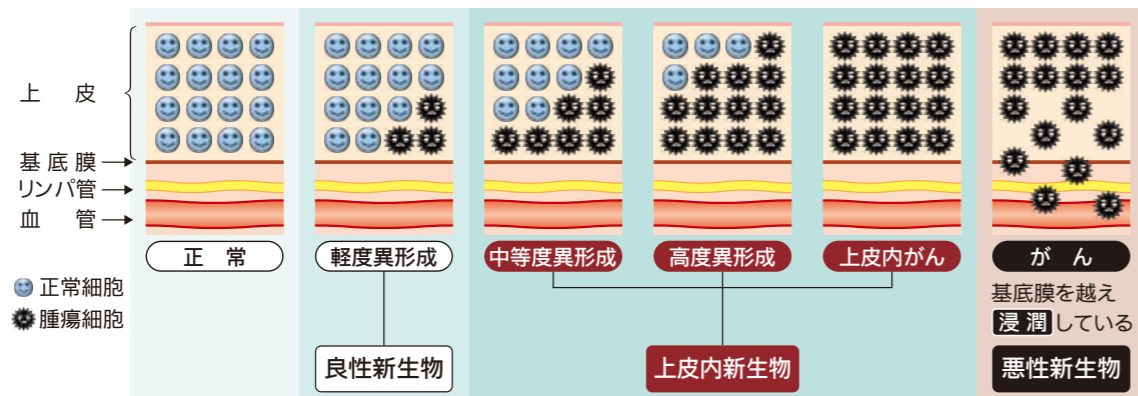 上皮
基底膜
リンパ管
血管
正常
軽度異形成
中等度異形成
高度異形成
上皮内がん
がん
正常細胞
腫瘍細胞
基底膜を越え
浸潤している
良性新生物
上皮内新生物
悪性新生物